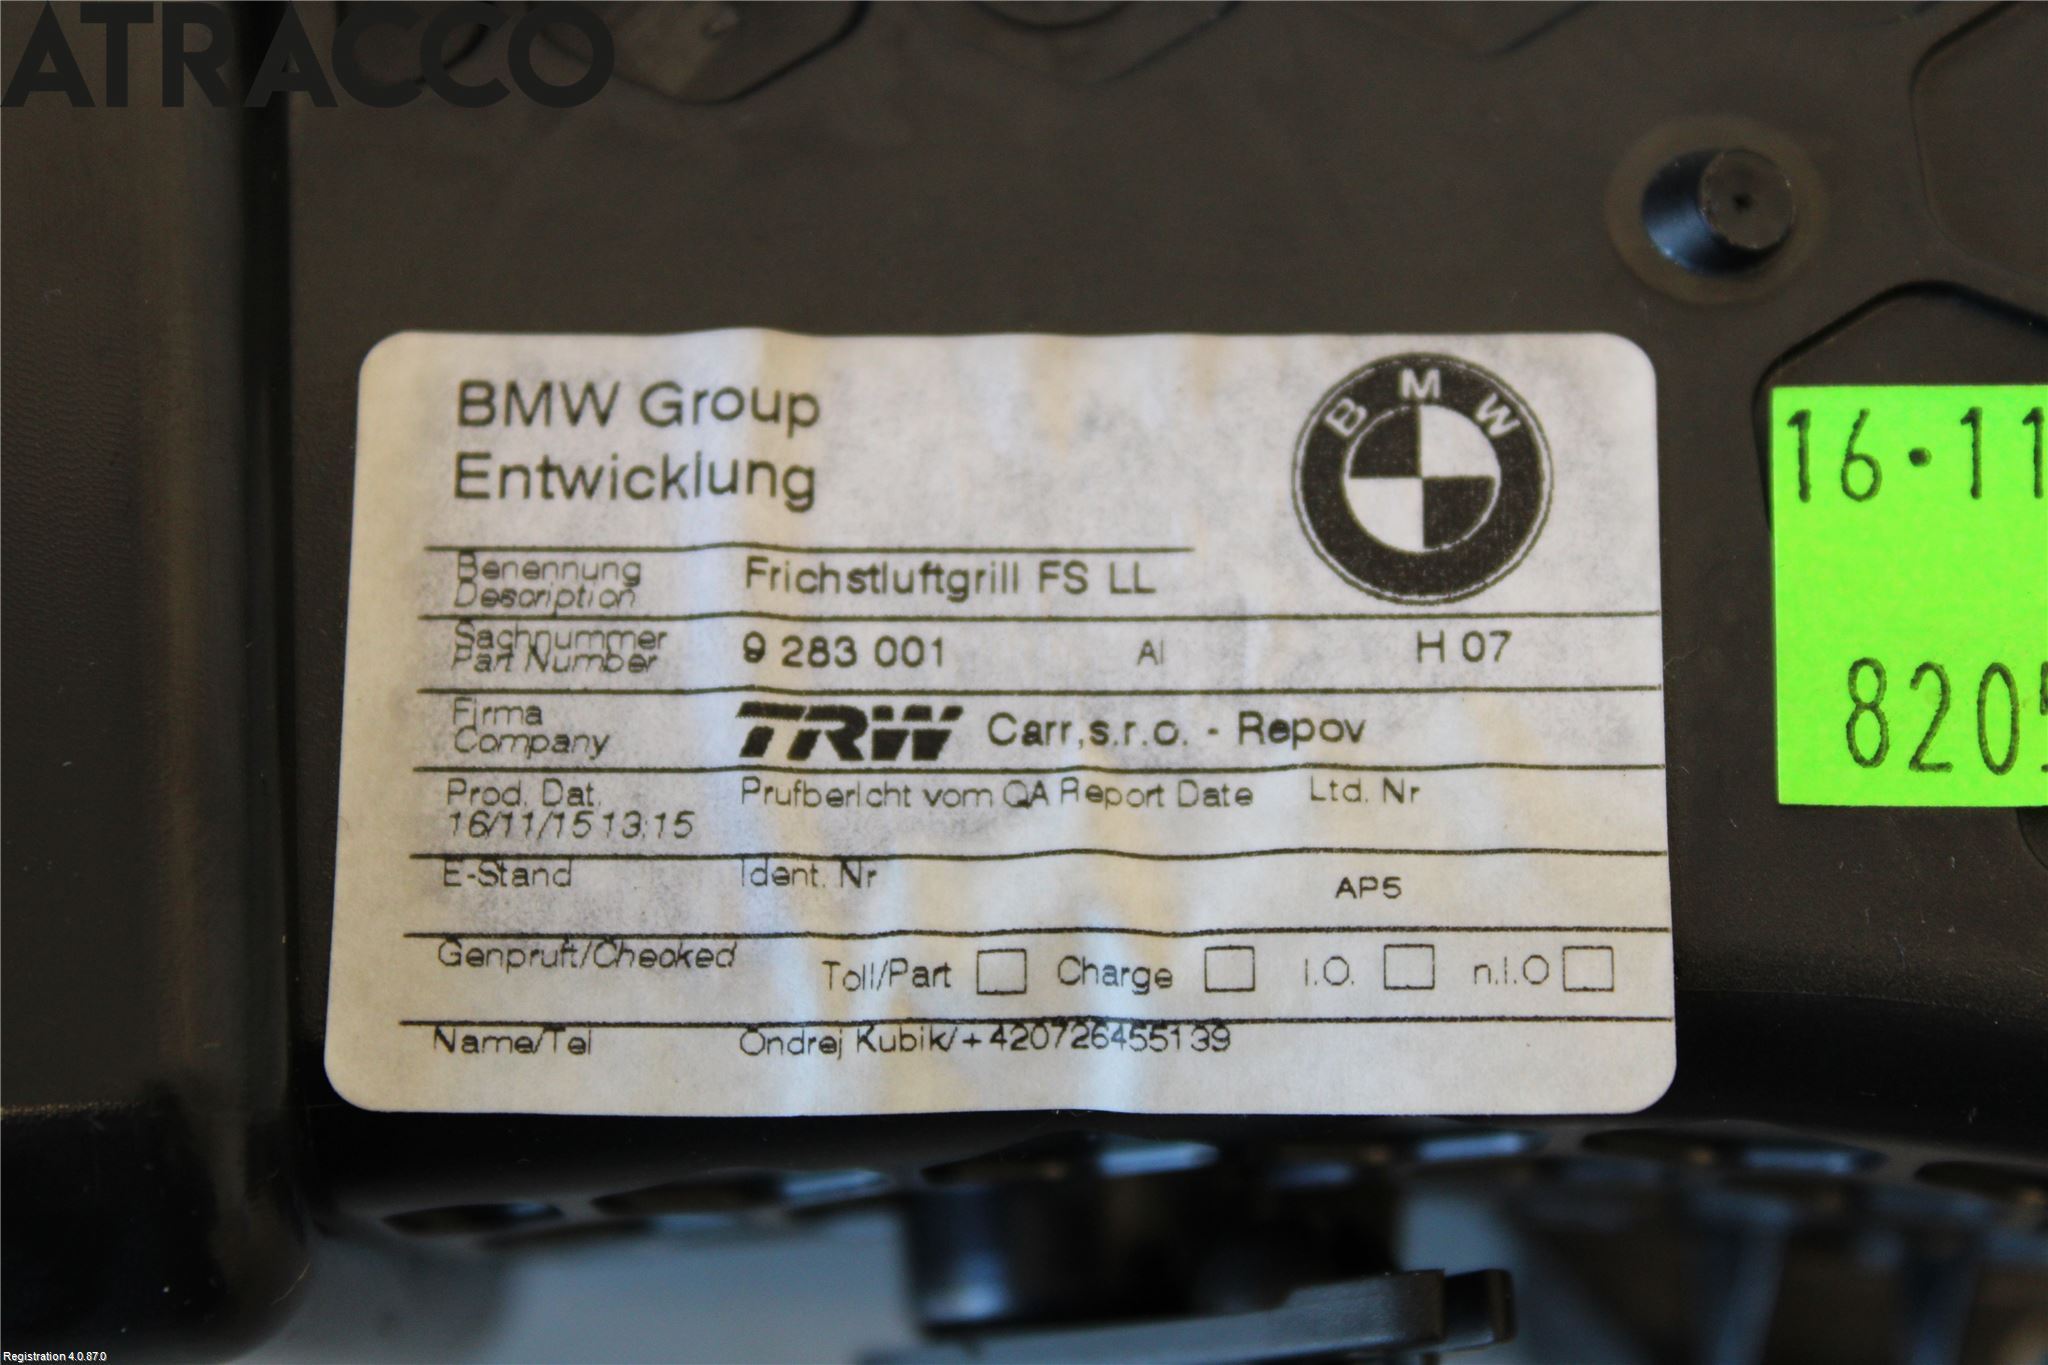 ATRACCO
BMW Group
Entwicklung
BMW
Benennung
Description
Frichstluftgrill FS LL
Sachnummer
Part Number
9 283 001 AI H 07
Firma
Company
TRW Carr,s.r.o. - Repov
Prod. Dat. Prufbericht vom QA Report Date Ltd. Nr
16/11/15 13:15
E-Stand Ident. Nr AP5
Genpruft/Checked Toll/Part Charge I.O. n.I.O
Name/Tel Ondrej Kubik/+420726455139
16.11
8205
Registration 4.0.87.0